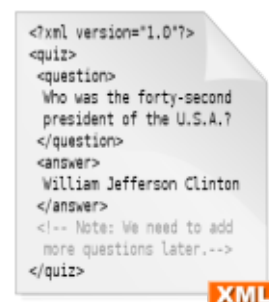 <?xml version="1.0"?>
<quiz>
<question>
Who was the forty-second
president of the U.S.A.?
</question>
<answer>
William Jefferson Clinton
</answer>
<!-- Note: We need to add
more questions later.-->
</quiz>
XML